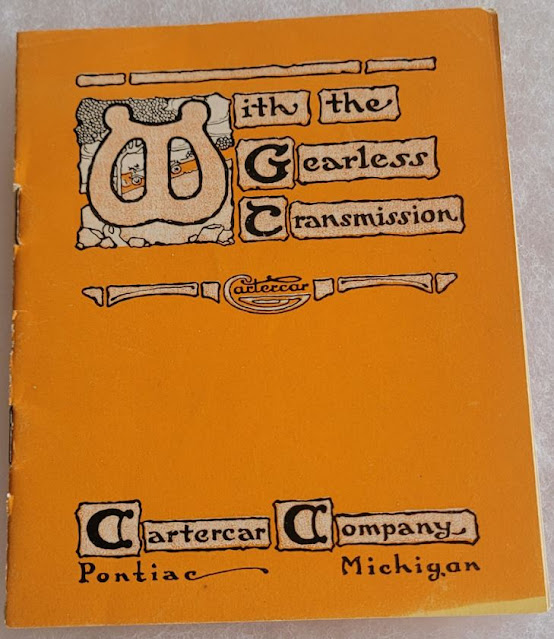 With the
Gearless
Transmission
Cartercar
Cartercar Company
Pontiac Michigan